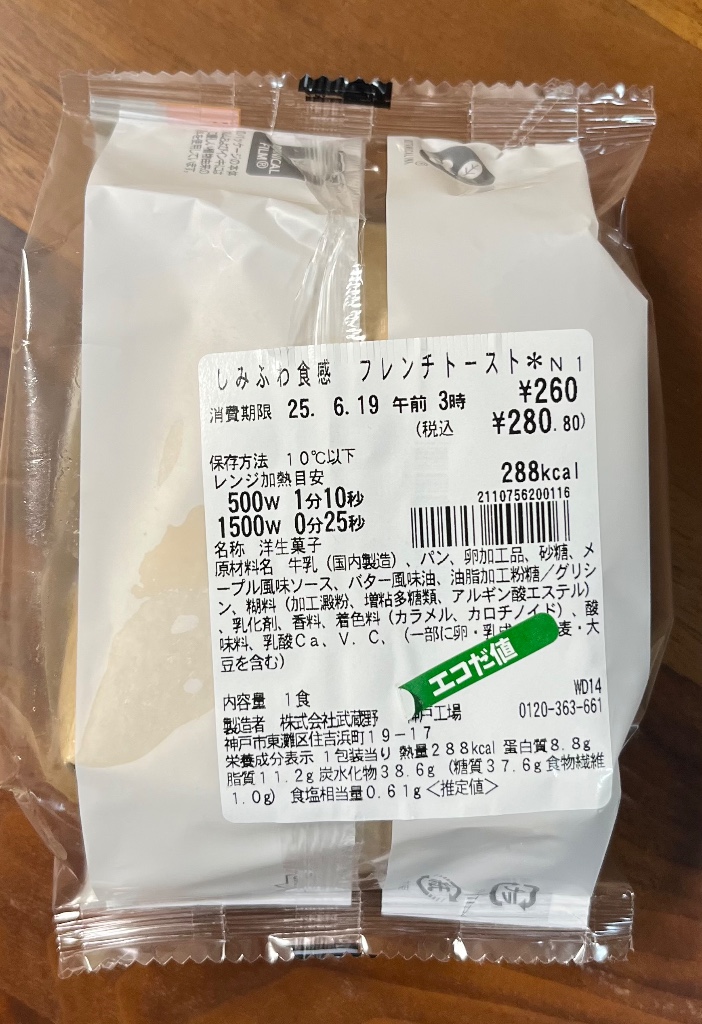 しみふわ食感 フレンチトースト*N1
¥260
消費期限 25. 6.19 午前 3時
(税込 ¥280.80)
保存方法 10℃以下
レンジ加熱目安
288kcal
500W 1分10秒
2110756200116
1500W 0分25秒
名称 洋生菓子
原材料名 牛乳(国内製造)、パン、卵加工品、砂糖、メ
ープル風味ソース、バター風味油、油脂加工粉糖/グリシ
ン、糊料(加工澱粉、増粘多糖類、アルギン酸エステル)
、乳化剤、香料、着色料(カラメル、カロチノイド)、酸
味料、乳酸Ca、V.C、(一部に卵・乳成 麦・大
豆を含む)
エコだ値
内容量 1食
WD14
製造者 株式会社武蔵野 神戸工場
0120-363-661
神戸市東灘区住吉浜町19-17
栄養成分表示 1包装当り 熱量288kcal 蛋白質8.8g
脂質11.2g 炭水化物38.6g (糖質37.6g 食物繊維
1.0g) 食塩相当量0.61g<推定値>